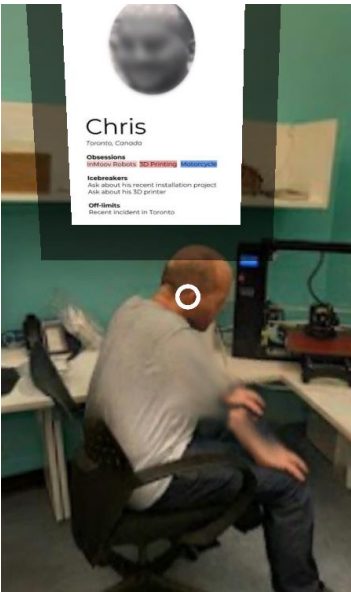 Chris
Toronto, Canada
Obsessions
InMoov Robots 3D Printing Motorcycle
Icebreakers
Ask about his recent installation project
Ask about his 3D printer
Off-limits
Recent incident in Toronto